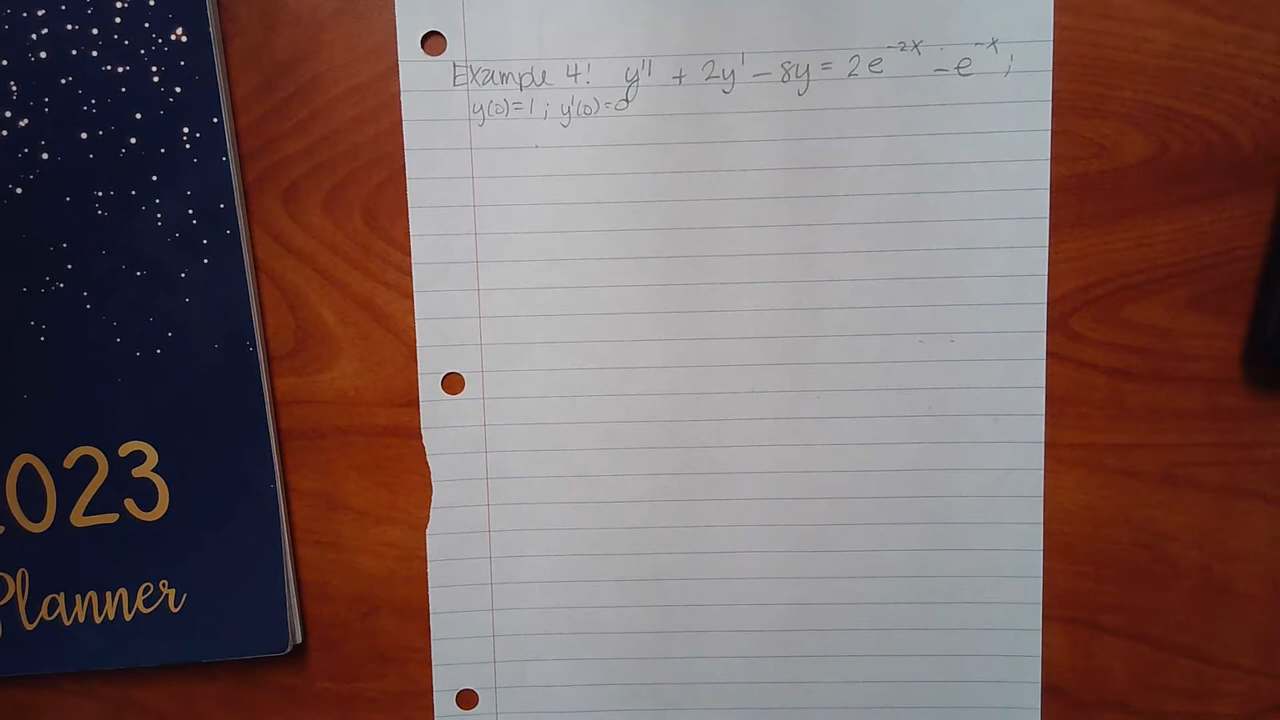 Example 4! y'' + 2y' - 8y = 2e^{-2x} - e^{-x} ;
y(0)=1 ; y'(0)=0
2023
Planner